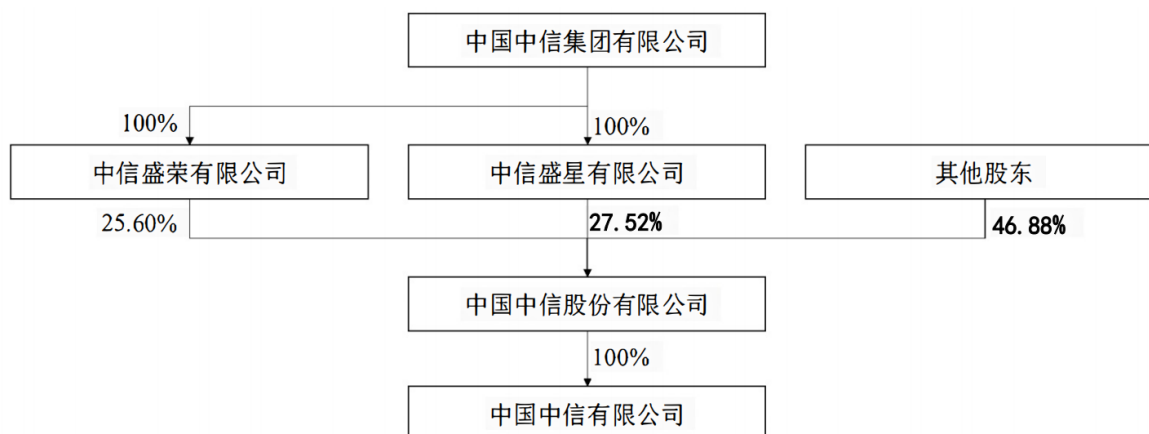 中国中信集团有限公司
100%
100%
中信盛荣有限公司
中信盛星有限公司
其他股东
25.60%
27.52%
46.88%
中国中信股份有限公司
100%
中国中信有限公司